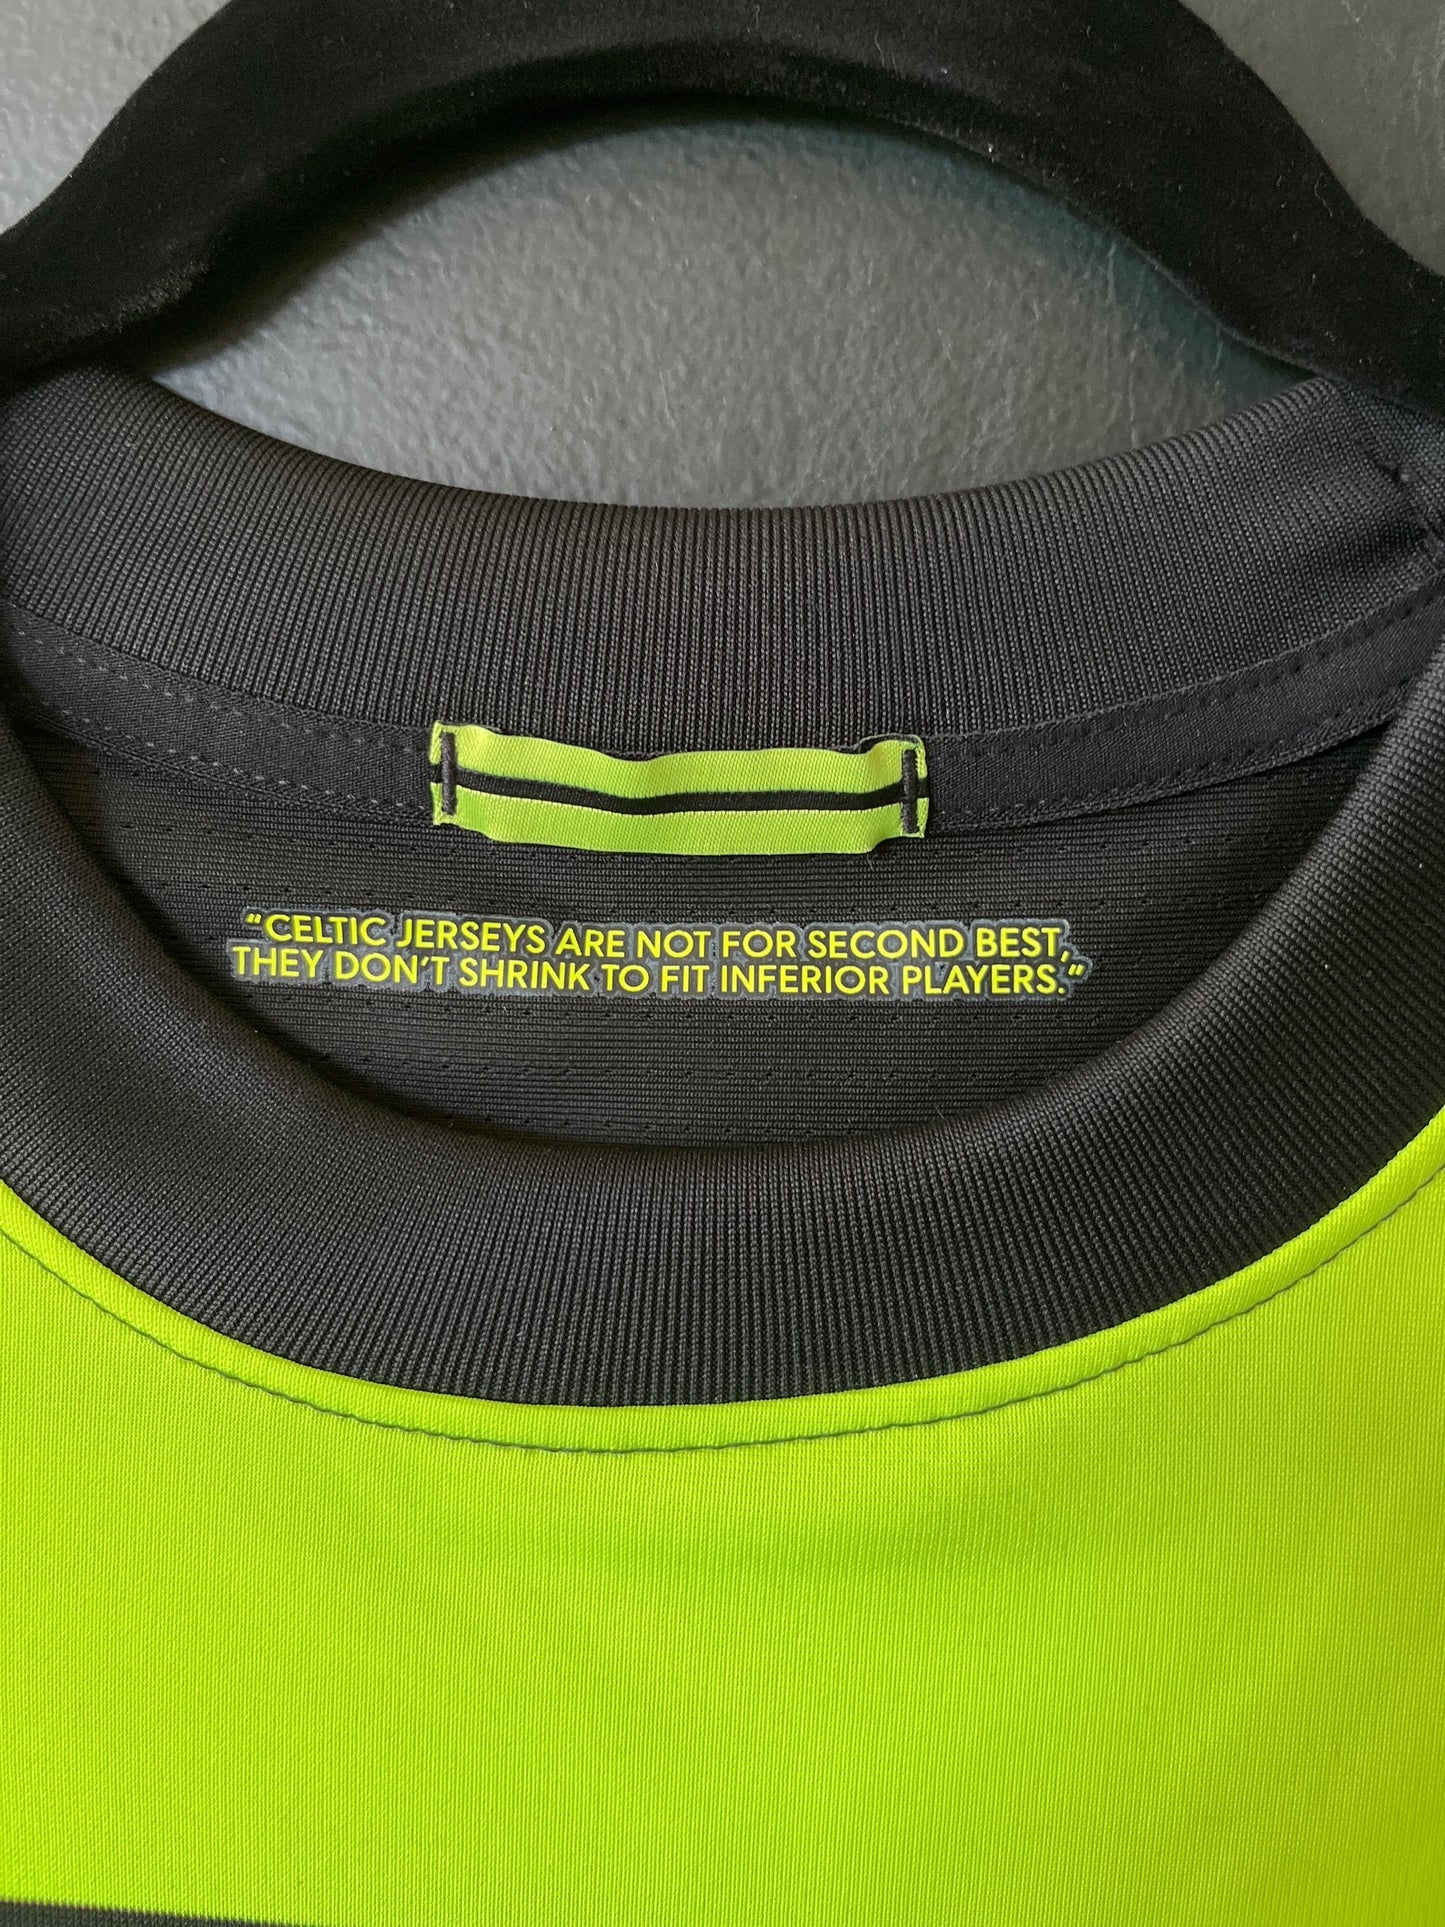 “CELTIC JERSEYS ARE NOT FOR SECOND BEST,
THEY DON’T SHRINK TO FIT INFERIOR PLAYERS.”